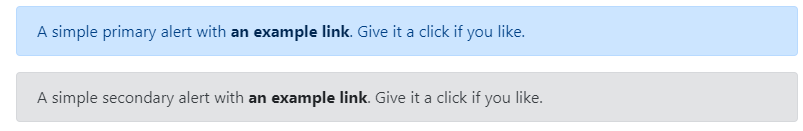 A simple primary alert with an example link. Give it a click if you like.
A simple secondary alert with an example link. Give it a click if you like.